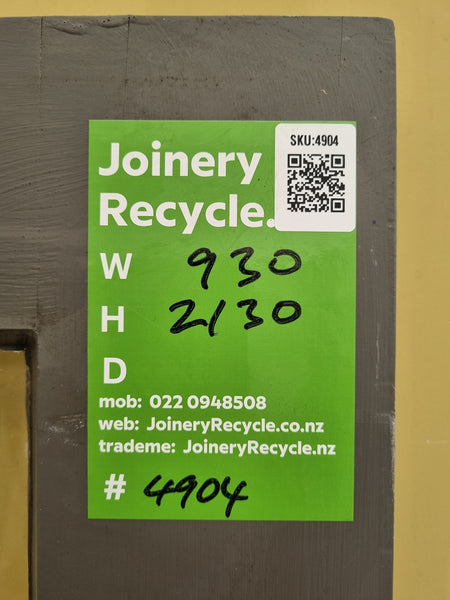 SKU:4904
Joinery
Recycle.
W 930
H 2130
D
mob: 022 0948508
web: JoineryRecycle.co.nz
trademe: JoineryRecycle.nz
# 4904